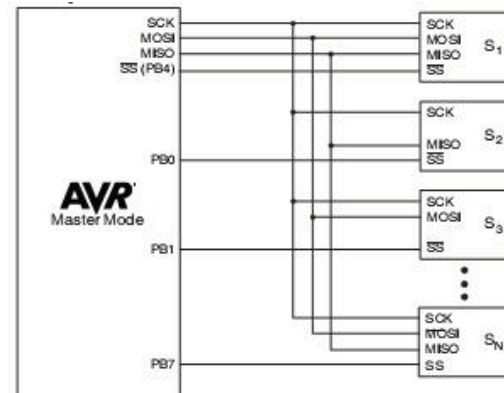 SCK
MOSI
MISO
SS (PB4)
PB0
AVR
Master Mode
PB1
PB7
SCK
MOSI
MISO
SS
S1
SCK
MISO
SS
S2
SCK
MOSI
SS
S3
SCK
MOSI
MISO
SS
SN